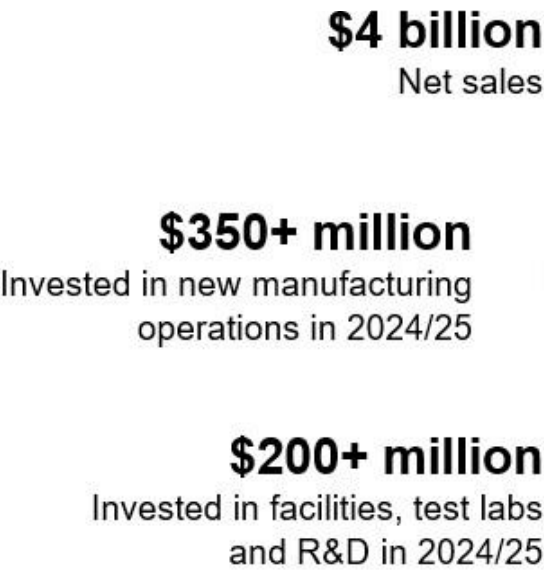 $4 billion
Net sales
$350+ million
Invested in new manufacturing
operations in 2024/25
$200+ million
Invested in facilities, test labs
and R&D in 2024/25